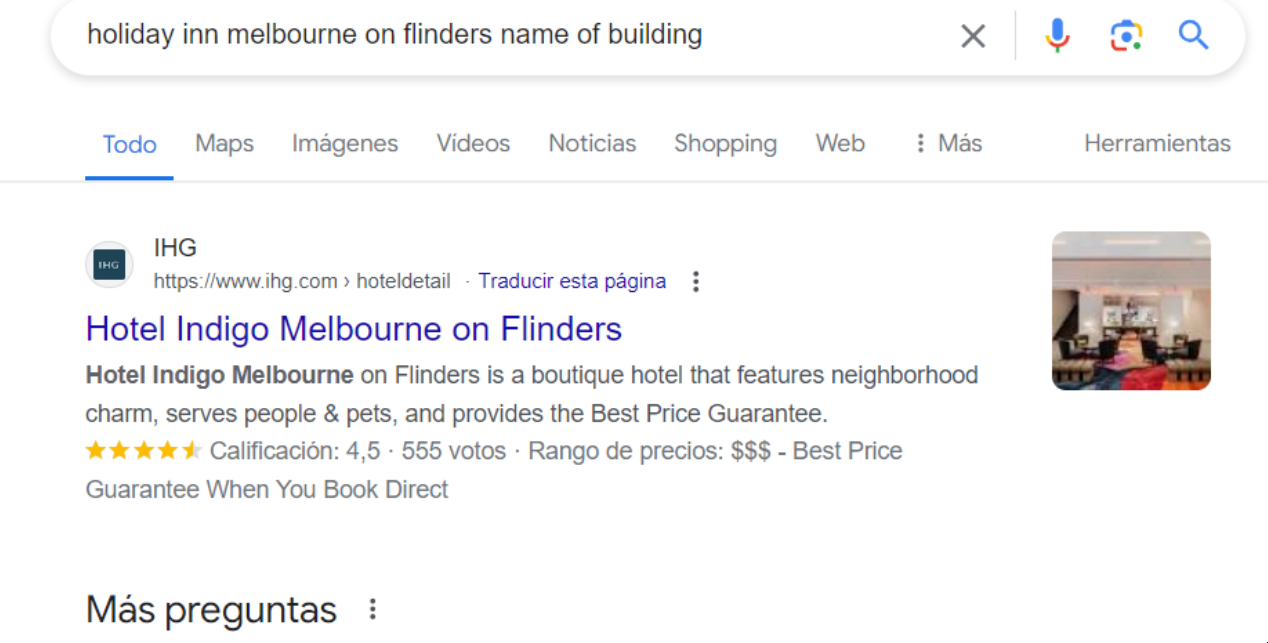 holiday inn melbourne on flinders name of building
Todo Maps Imágenes Vídeos Noticias Shopping Web Más Herramientas
IHG
IHG
https://www.ihg.com › hoteldetail · Traducir esta página
Hotel Indigo Melbourne on Flinders
Hotel Indigo Melbourne on Flinders is a boutique hotel that features neighborhood
charm, serves people & pets, and provides the Best Price Guarantee.
Calificación: 4,5 · 555 votos · Rango de precios: $$$ - Best Price
Guarantee When You Book Direct
Más preguntas